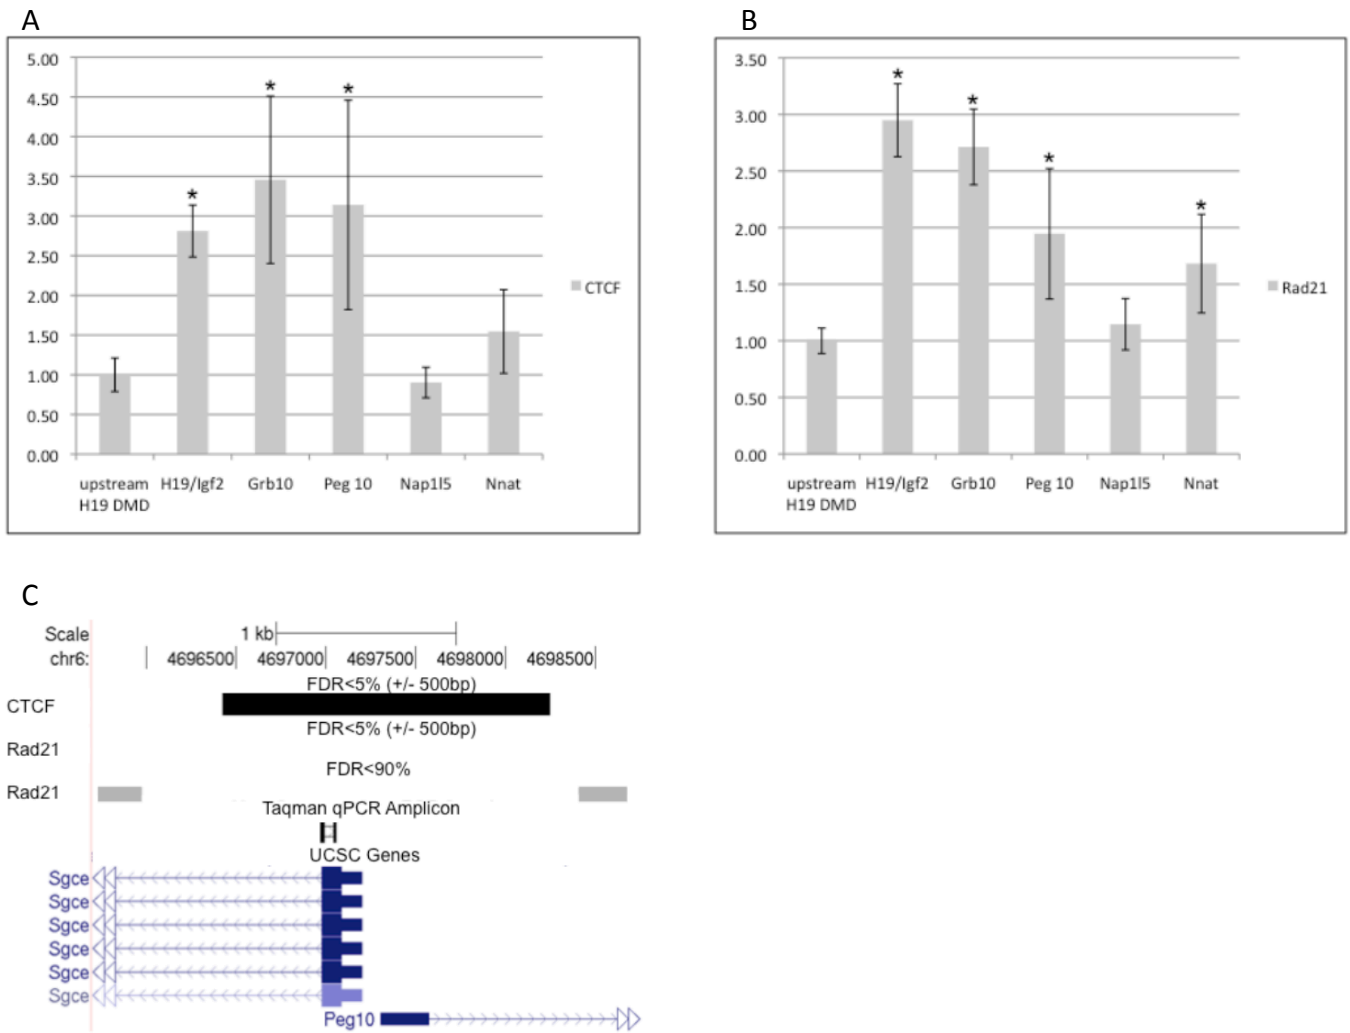 A
B
5.00
4.50
4.00
3.50
3.00
2.50
2.00
1.50
1.00
0.50
0.00
* * *
upstream H19/Igf2 Grb10 Peg 10 Nap1l5 Nnat
H19 DMD
CTCF
3.50
3.00
2.50
2.00
1.50
1.00
0.50
0.00
* * * *
upstream H19/Igf2 Grb10 Peg 10 Nap1l5 Nnat
H19 DMD
Rad21
C
Scale 1 kb
chr6: 4696500 4697000 4697500 4698000 4698500
FDR<5% (+/- 500bp)
CTCF
FDR<5% (+/- 500bp)
Rad21
FDR<90%
Rad21
Taqman qPCR Amplicon
UCSC Genes
Sgce
Sgce
Sgce
Sgce
Sgce
Sgce
Peg10